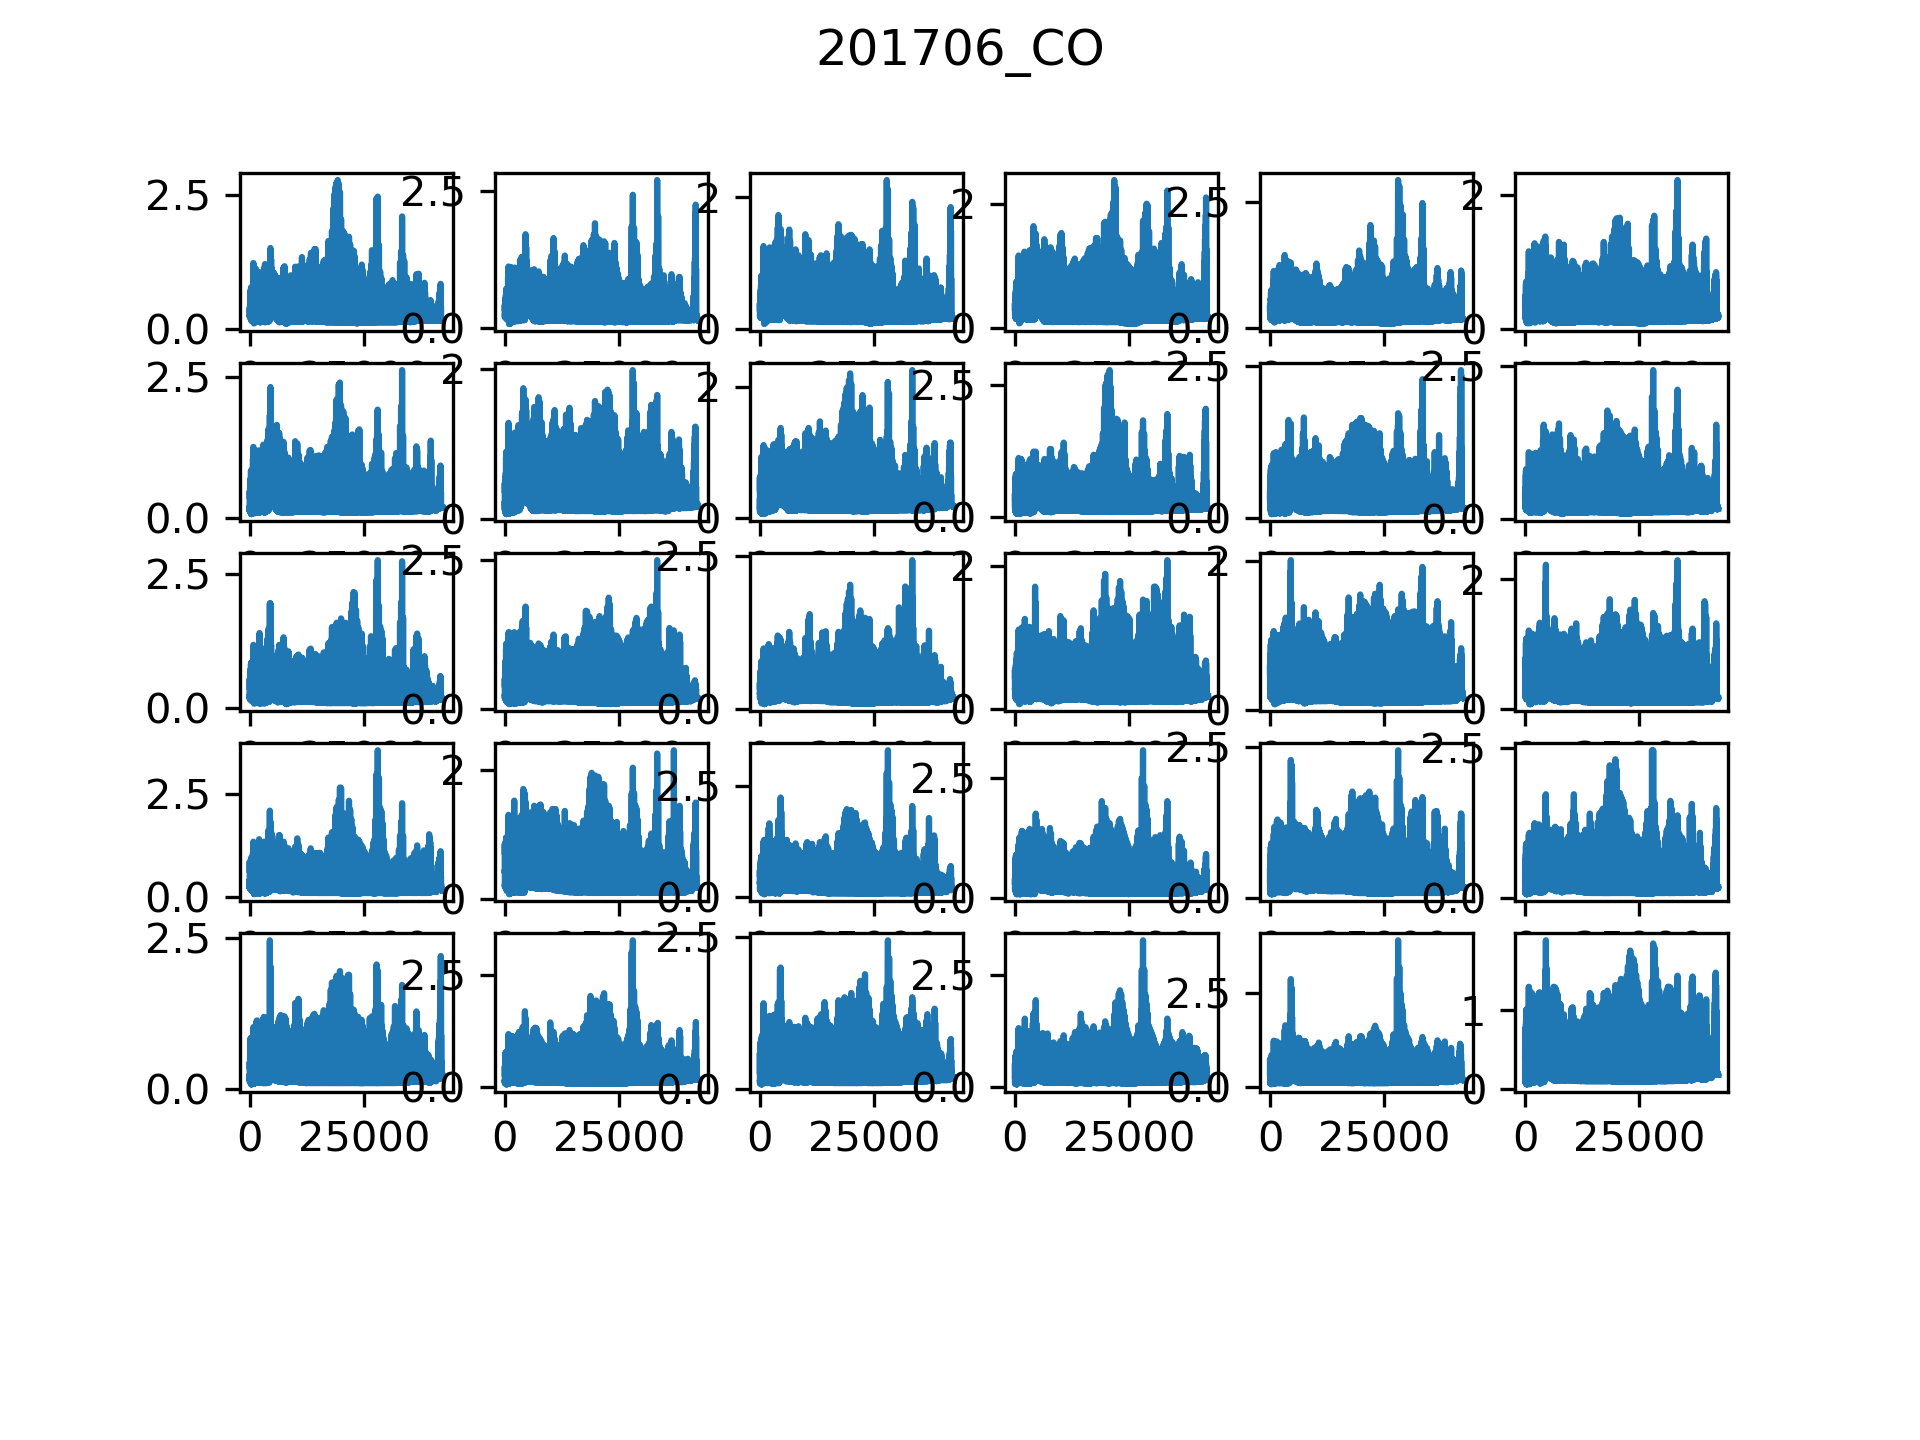 201706_CO
2.5 2.5 2 2 2.5 2
0.0 0.0 0 0 0.0 0
2.5 2 2 2.5 2.5 2.5
0.0 0 0 0.0 0.0 0.0
2.5 2.5 2.5 2 2 2
0.0 0.0 0.0 0 0 0
2.5 2 2.5 2.5 2.5 2.5
0.0 0 0.0 0.0 0.0 0.0
2.5 2.5 2.5 2.5 2.5 1
0.0 0.0 0.0 0.0 0.0 0
0 25000 0 25000 0 25000 0 25000 0 25000 0 25000